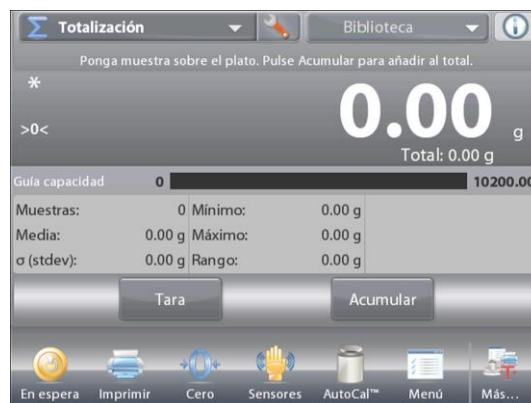 Σ Totalización Biblioteca
Ponga muestra sobre el plato. Pulse Acumular para añadir al total.
*
>0<
0.00 g
Total: 0.00 g
Guía capacidad 0 10200.00
Muestras: 0 Mínimo: 0.00 g
Media: 0.00 g Máximo: 0.00 g
σ (stdev): 0.00 g Rango: 0.00 g
Tara Acumular
En espera Imprimir Cero Sensores AutoCal™ Menú Más...